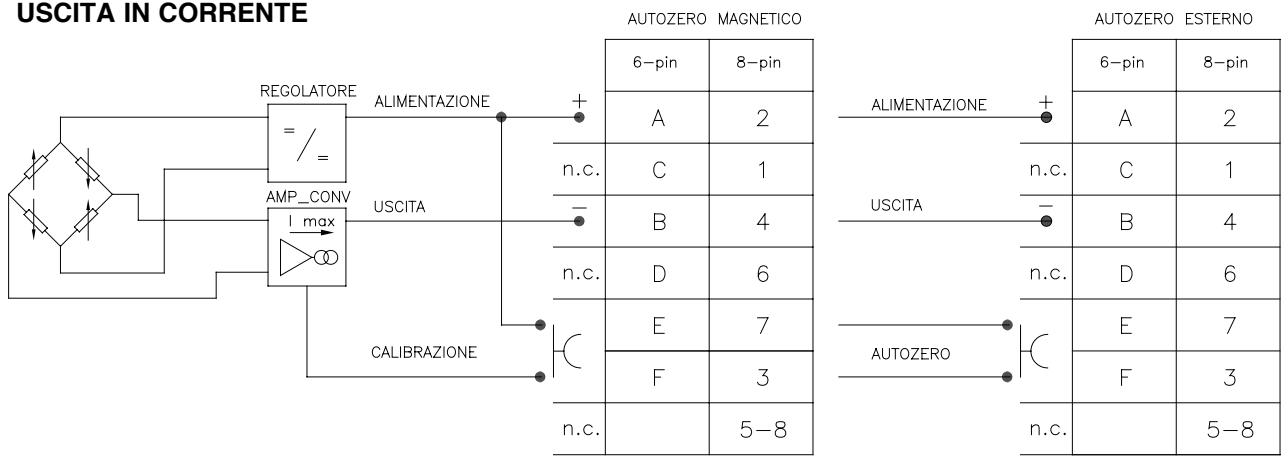 USCITA IN CORRENTE
AUTOZERO MAGNETICO
6-pin 8-pin
REGOLATORE
= / =
ALIMENTAZIONE + A 2
n.c. C 1
AMP_CONV
I max
USCITA − B 4
n.c. D 6
E 7
CALIBRAZIONE
F 3
n.c. 5-8
AUTOZERO ESTERNO
6-pin 8-pin
ALIMENTAZIONE + A 2
n.c. C 1
USCITA − B 4
n.c. D 6
E 7
AUTOZERO
F 3
n.c. 5-8